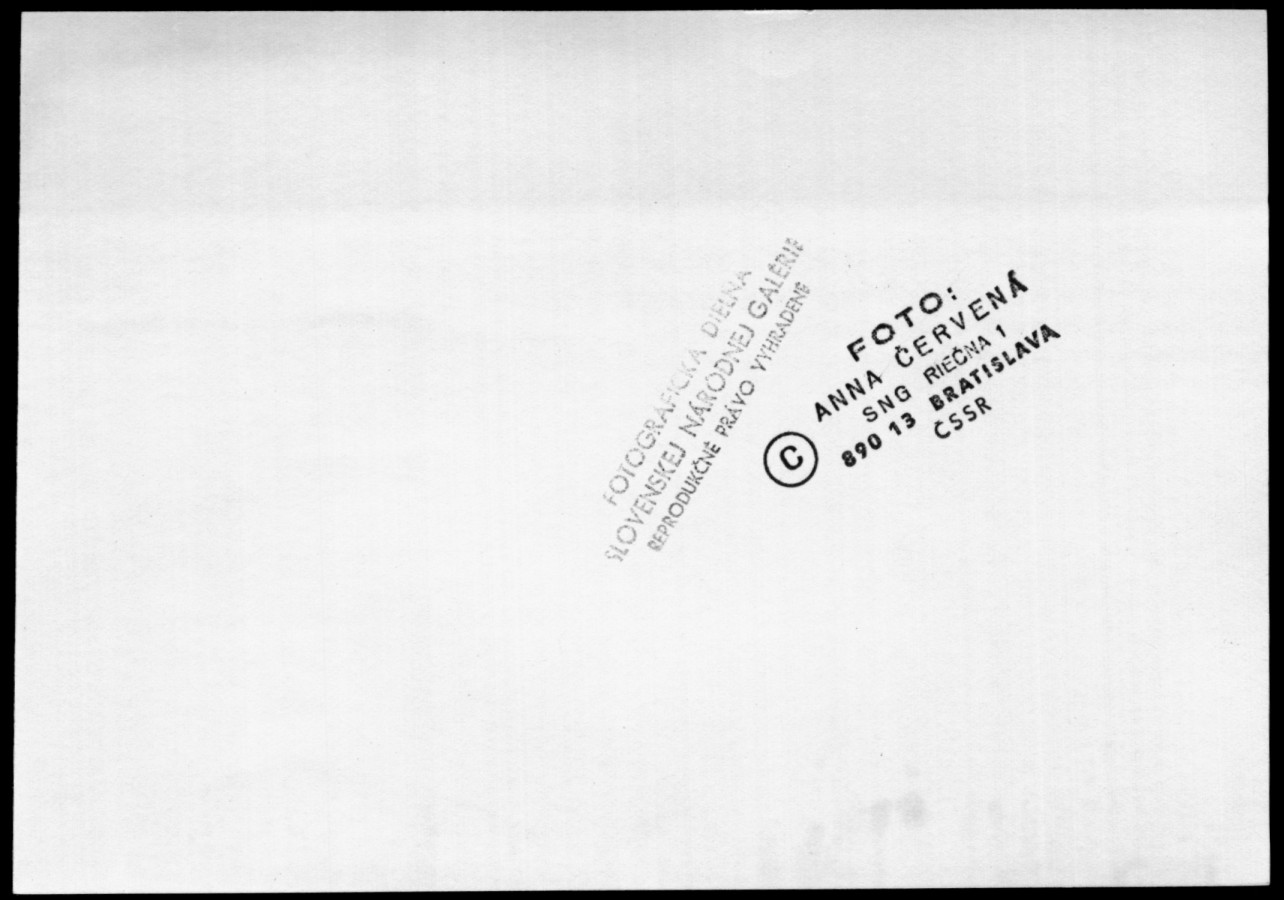 FOTOGRAFICKÁ DIELŇA
SLOVENSKEJ NÁRODNEJ GALÉRIE
REPRODUKČNÉ PRÁVO VYHRADENÉ
FOTO:
ANNA ČERVENÁ
SNG RIEČNA 1
© 890 13 BRATISLAVA
ČSSR